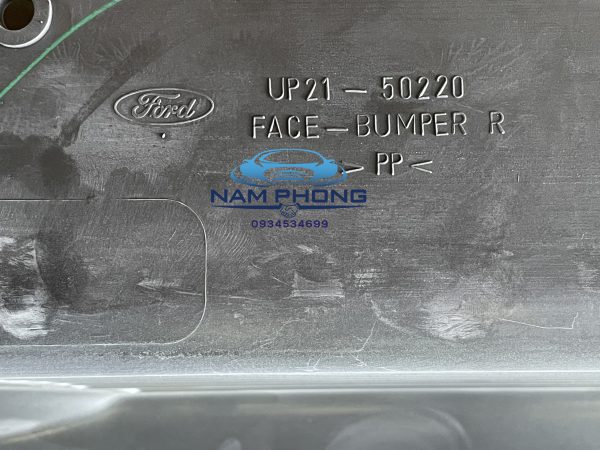 Ford
UP21-50220
FACE-BUMPER R
>PP<
NAM PHONG
0934534699